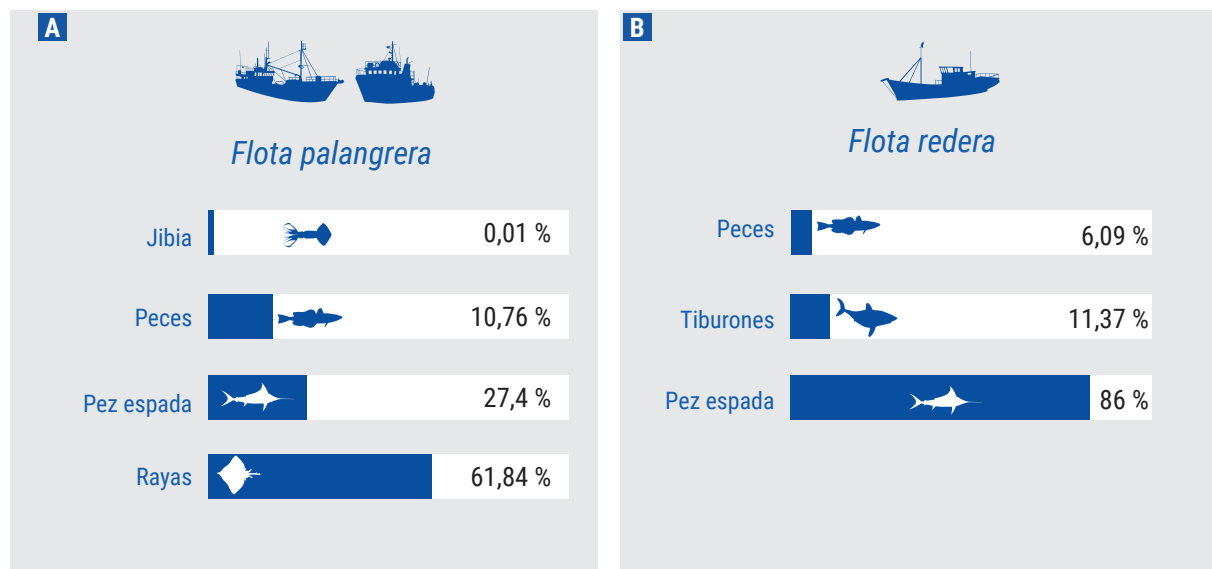 A
Flota palangrera
Jibia 0,01 %
Peces 10,76 %
Pez espada 27,4 %
Rayas 61,84 %
B
Flota redera
Peces 6,09 %
Tiburones 11,37 %
Pez espada 86 %